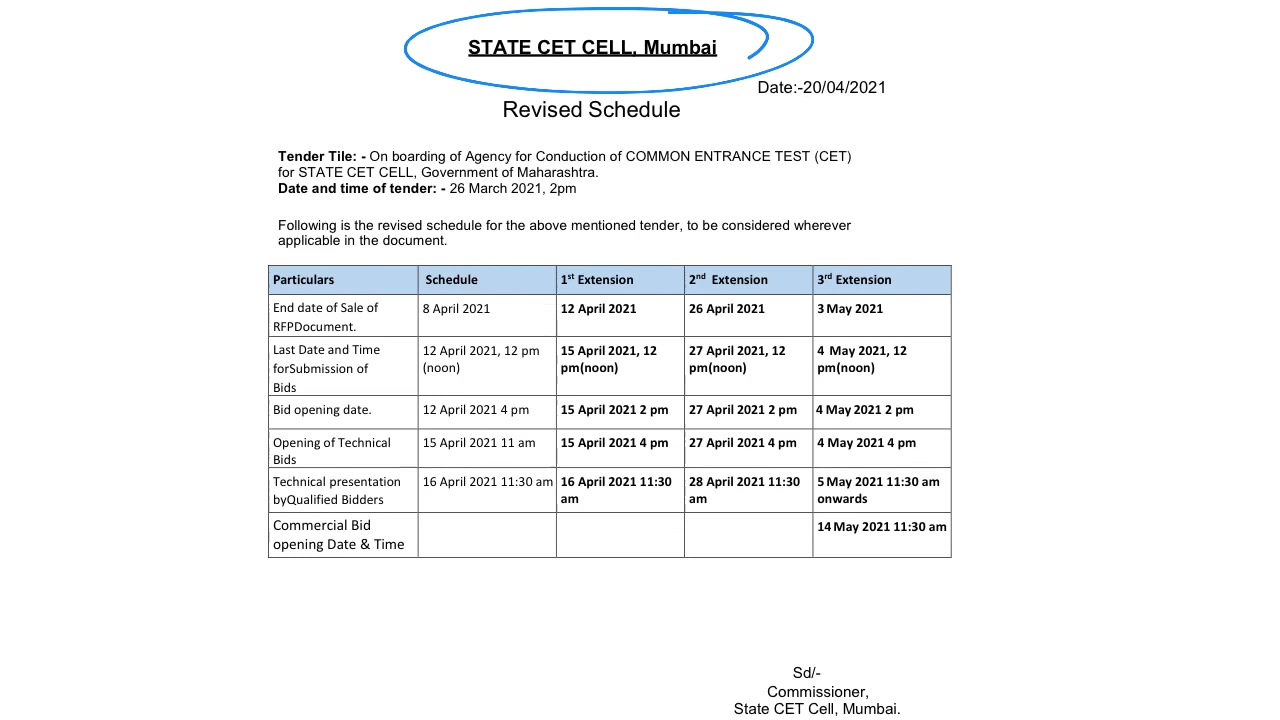 STATE CET CELL, Mumbai
Date:-20/04/2021
Revised Schedule
Tender Tile: - On boarding of Agency for Conduction of COMMON ENTRANCE TEST (CET)
for STATE CET CELL, Government of Maharashtra.
Date and time of tender: - 26 March 2021, 2pm
Following is the revised schedule for the above mentioned tender, to be considered wherever
applicable in the document.
Particulars Schedule 1st Extension 2nd Extension 3rd Extension
End date of Sale of 8 April 2021 12 April 2021 26 April 2021 3 May 2021
RFPDocument.
Last Date and Time 12 April 2021, 12 pm 15 April 2021, 12 27 April 2021, 12 4 May 2021, 12
forSubmission of (noon) pm(noon) pm(noon) pm(noon)
Bids
Bid opening date. 12 April 2021 4 pm 15 April 2021 2 pm 27 April 2021 2 pm 4 May 2021 2 pm
Opening of Technical 15 April 2021 11 am 15 April 2021 4 pm 27 April 2021 4 pm 4 May 2021 4 pm
Bids
Technical presentation 16 April 2021 11:30 am 16 April 2021 11:30 28 April 2021 11:30 5 May 2021 11:30 am
byQualified Bidders am am onwards
Commercial Bid 14 May 2021 11:30 am
opening Date & Time
Sd/-
Commissioner,
State CET Cell, Mumbai.